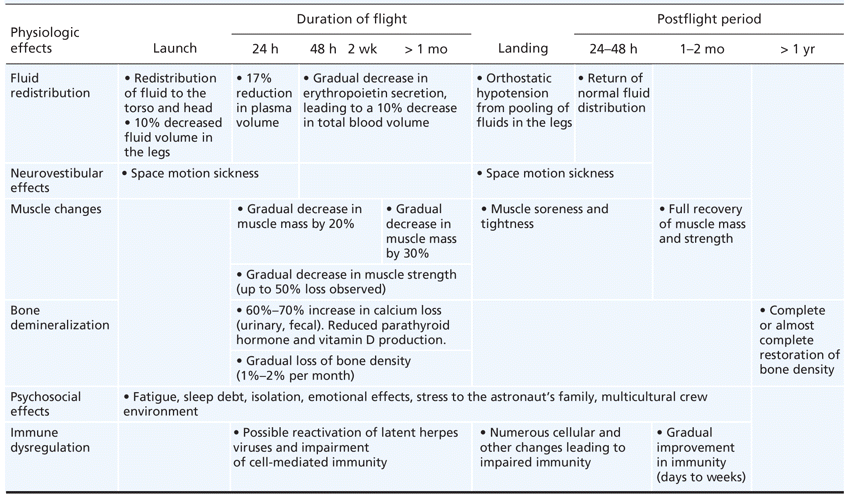 Physiologic
effects
Duration of flight
Postflight period
Launch
24 h
48 h
2 wk
> 1 mo
Landing
24–48 h
1–2 mo
> 1 yr
Fluid
redistribution
• Redistribution
of fluid to the
torso and head
• 10% decreased
fluid volume in
the legs
• 17%
reduction
in plasma
volume
• Gradual decrease in
erythropoietin secretion,
leading to a 10% decrease
in total blood volume
• Orthostatic
hypotension
from pooling of
fluids in the legs
• Return of
normal fluid
distribution
Neurovestibular
effects
• Space motion sickness
• Space motion sickness
Muscle changes
• Gradual decrease in
muscle mass by 20%
• Gradual
decrease in
muscle mass
by 30%
• Gradual decrease in muscle strength
(up to 50% loss observed)
• Muscle soreness and
tightness
• Full recovery
of muscle mass
and strength
Bone
demineralization
• 60%–70% increase in calcium loss
(urinary, fecal). Reduced parathyroid
hormone and vitamin D production.
• Gradual loss of bone density
(1%–2% per month)
• Complete
or almost
complete
restoration of
bone density
Psychosocial
effects
• Fatigue, sleep debt, isolation, emotional effects, stress to the astronaut's family, multicultural crew
environment
Immune
dysregulation
• Possible reactivation of latent herpes
viruses and impairment
of cell-mediated immunity
• Numerous cellular and
other changes leading to
impaired immunity
• Gradual
improvement
in immunity
(days to weeks)